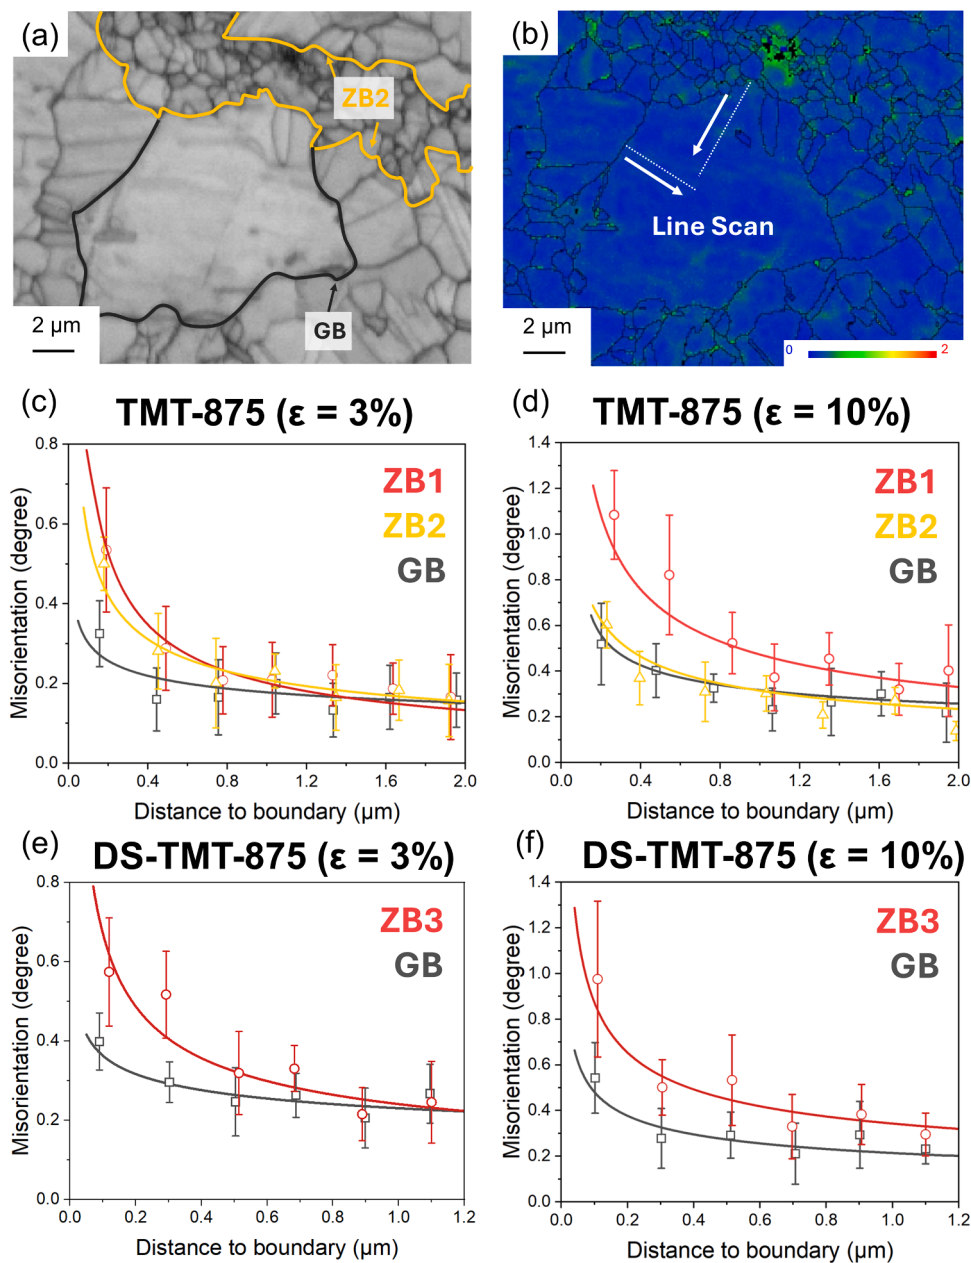 (a)
ZB2
GB
2 µm
(b)
Line Scan
2 µm
0
2
(c)
TMT-875 (ε = 3%)
ZB1
ZB2
GB
Misorientation (degree)
0.8
0.6
0.4
0.2
0.0
0.0 0.4 0.8 1.2 1.6 2.0
Distance to boundary (µm)
(d)
TMT-875 (ε = 10%)
ZB1
ZB2
GB
Misorientation (degree)
1.4
1.2
1.0
0.8
0.6
0.4
0.2
0.0
0.0 0.4 0.8 1.2 1.6 2.0
Distance to boundary (µm)
(e)
DS-TMT-875 (ε = 3%)
ZB3
GB
Misorientation (degree)
0.8
0.6
0.4
0.2
0.0
0.0 0.2 0.4 0.6 0.8 1.0 1.2
Distance to boundary (µm)
(f)
DS-TMT-875 (ε = 10%)
ZB3
GB
Misorientation (degree)
1.4
1.2
1.0
0.8
0.6
0.4
0.2
0.0
0.0 0.2 0.4 0.6 0.8 1.0 1.2
Distance to boundary (µm)